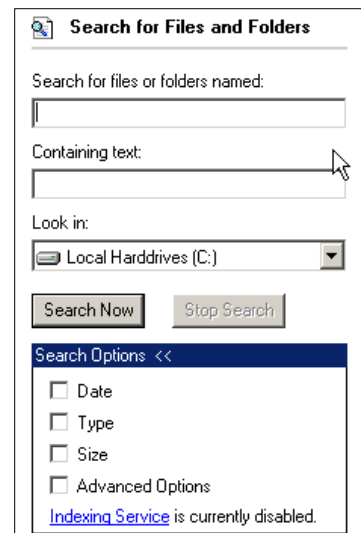 Search for Files and Folders
Search for files or folders named:
Containing text:
Look in:
Local Harddrives (C:)
Search Now
Stop Search
Search Options <<
Date
Type
Size
Advanced Options
Indexing Service is currently disabled.